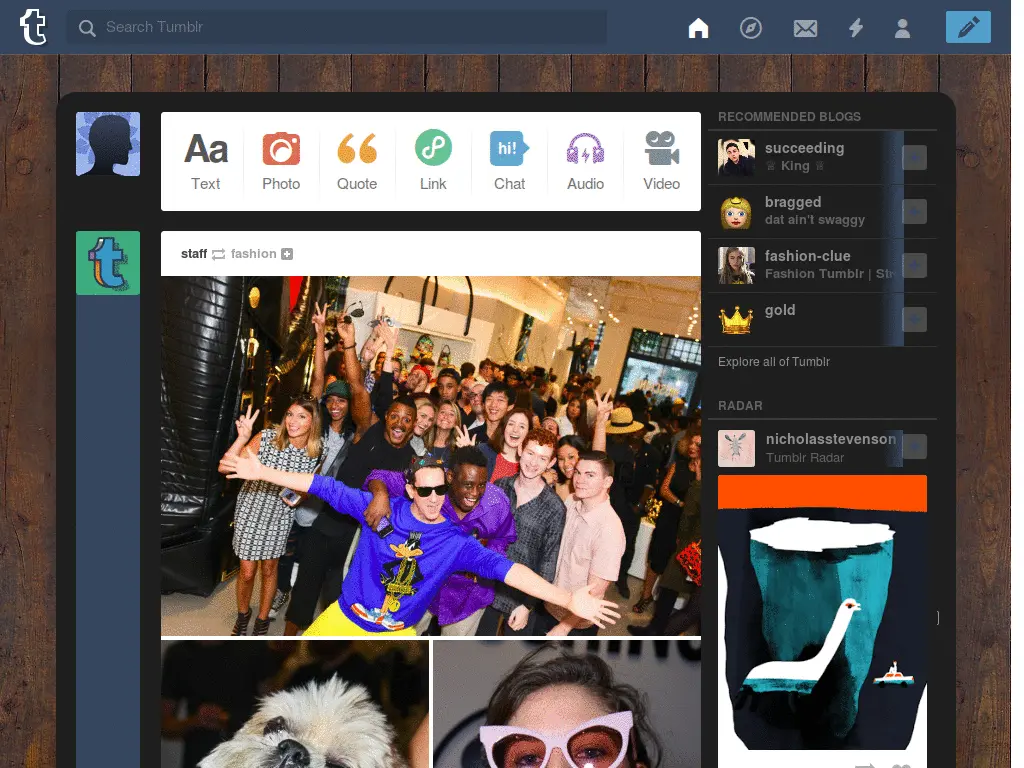 t
Search Tumblr
Aa
hi!
Text
Photo
Quote
Link
Chat
Audio
Video
t
staff fashion
RECOMMENDED BLOGS
succeeding
♕ King ♕
bragged
dat ain't swaggy
fashion-clue
Fashion Tumblr |
gold
Explore all of Tumblr
RADAR
nicholasstevenson
Tumblr Radar